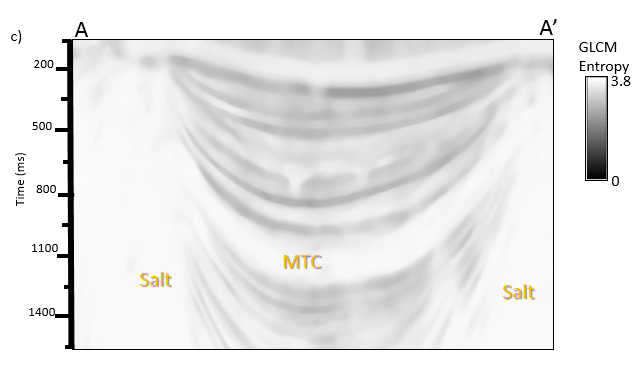 c)
A
A’
GLCM
Entropy
3.8
0
200
500
800
1100
1400
Time (ms)
MTC
Salt
Salt